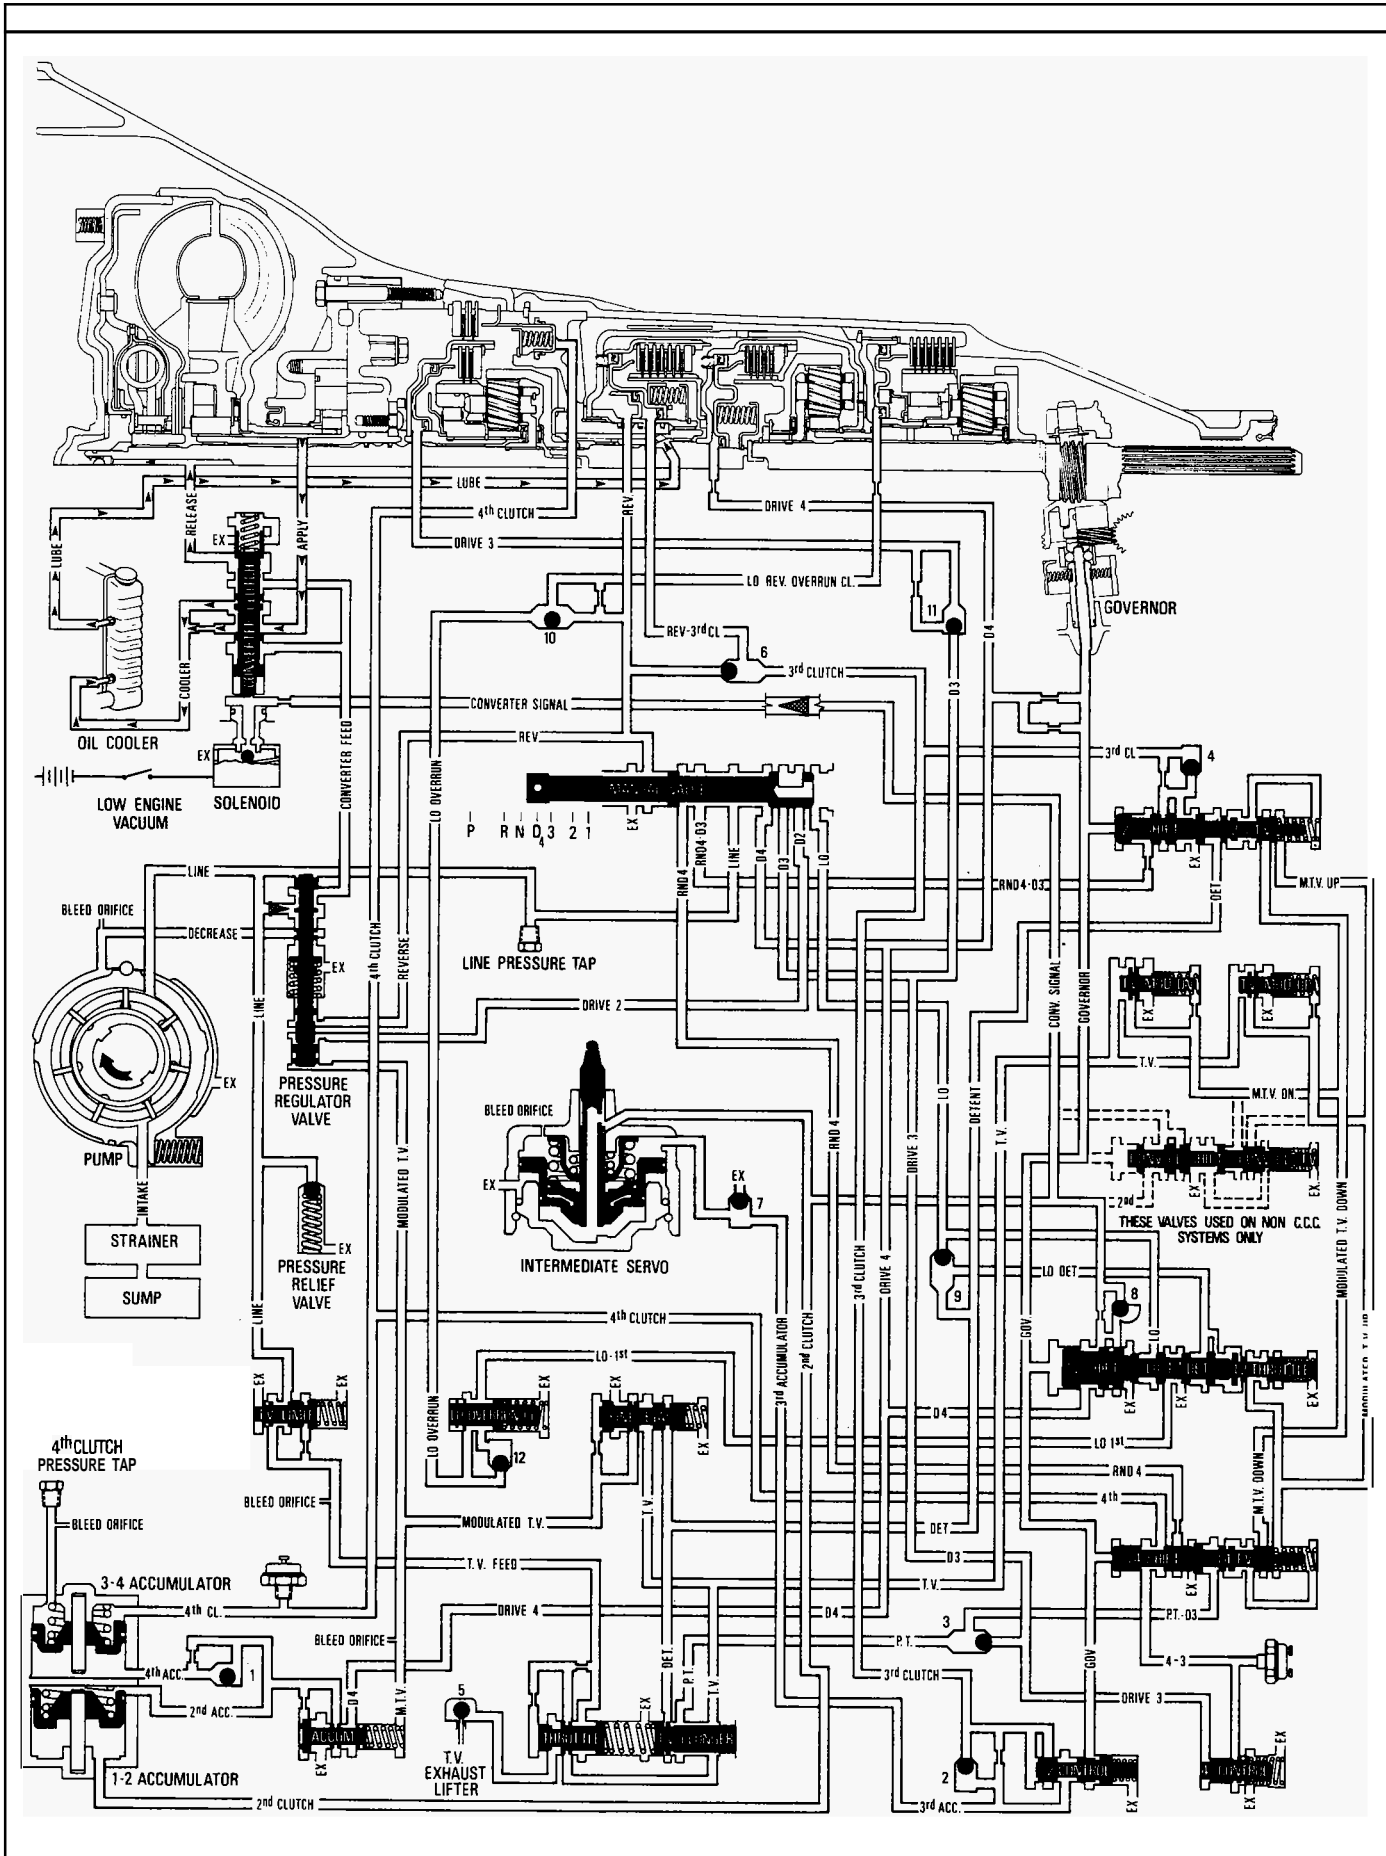 LUBE
4th CLUTCH
REV.
DRIVE 4
DRIVE 3
LUBE
RELEASE
APPLY
EX
LO REV. OVERRUN CL.
11
GOVERNOR
10
REV-3rd CL
6
3rd CLUTCH
D4
D3
COOLER
CONVERTER SIGNAL
OIL COOLER
EX
REV
LOW ENGINE
VACUUM
SOLENOID
CONVERTER FEED
LO OVERRUN
3rd CL
4
P R N D4 3 2 1
EX
RND4
RND4-D3
LINE
D4
D3
D2
LO
EX
DET
RND4-D3
M.T.V. UP
LINE
BLEED ORIFICE
DECREASE
EX
4th CLUTCH
REVERSE
LINE PRESSURE TAP
LINE
DRIVE 2
CONV. SIGNAL
GOVERNOR
EX
EX
T.V.
M.T.V. DN.
EX
PRESSURE
REGULATOR
VALVE
PUMP
INTAKE
STRAINER
SUMP
EX
PRESSURE
RELIEF
VALVE
MODULATED T.V.
BLEED ORIFICE
EX
INTERMEDIATE SERVO
EX
7
RND4
DRIVE 3
LO
DETENT
T.V.
2nd
EX
EX
THESE VALVES USED ON NON C.C.C.
SYSTEMS ONLY
MODULATED T.V. DOWN
MODULATED T.V. UP
LO DET
9
8
3rd CLUTCH
DRIVE 4
GOV.
LO
LINE
4th CLUTCH
LO-1st
3rd ACCUMULATOR
2nd CLUTCH
EX
EX
EX
EX
EX
EX
EX
EX
LO OVERRUN
12
D4
LO 1st
RND 4
4th
M.T.V. DOWN
4th CLUTCH
PRESSURE TAP
BLEED ORIFICE
BLEED ORIFICE
MODULATED T.V.
T.V.
DET
T.V. FEED
D3
T.V.
EX
3-4 ACCUMULATOR
4th CL.
DRIVE 4
D4
P.T.-D3
BLEED ORIFICE
3
P.T.
4th ACC.
1
2nd ACC.
D4
M.T.V.
DET.
P.T.
T.V.
EX
3rd CLUTCH
GOV
4-3
DRIVE 3
5
T.V.
EXHAUST
LIFTER
EX
2
EX
EX
EX
1-2 ACCUMULATOR
2nd CLUTCH
3rd ACC.